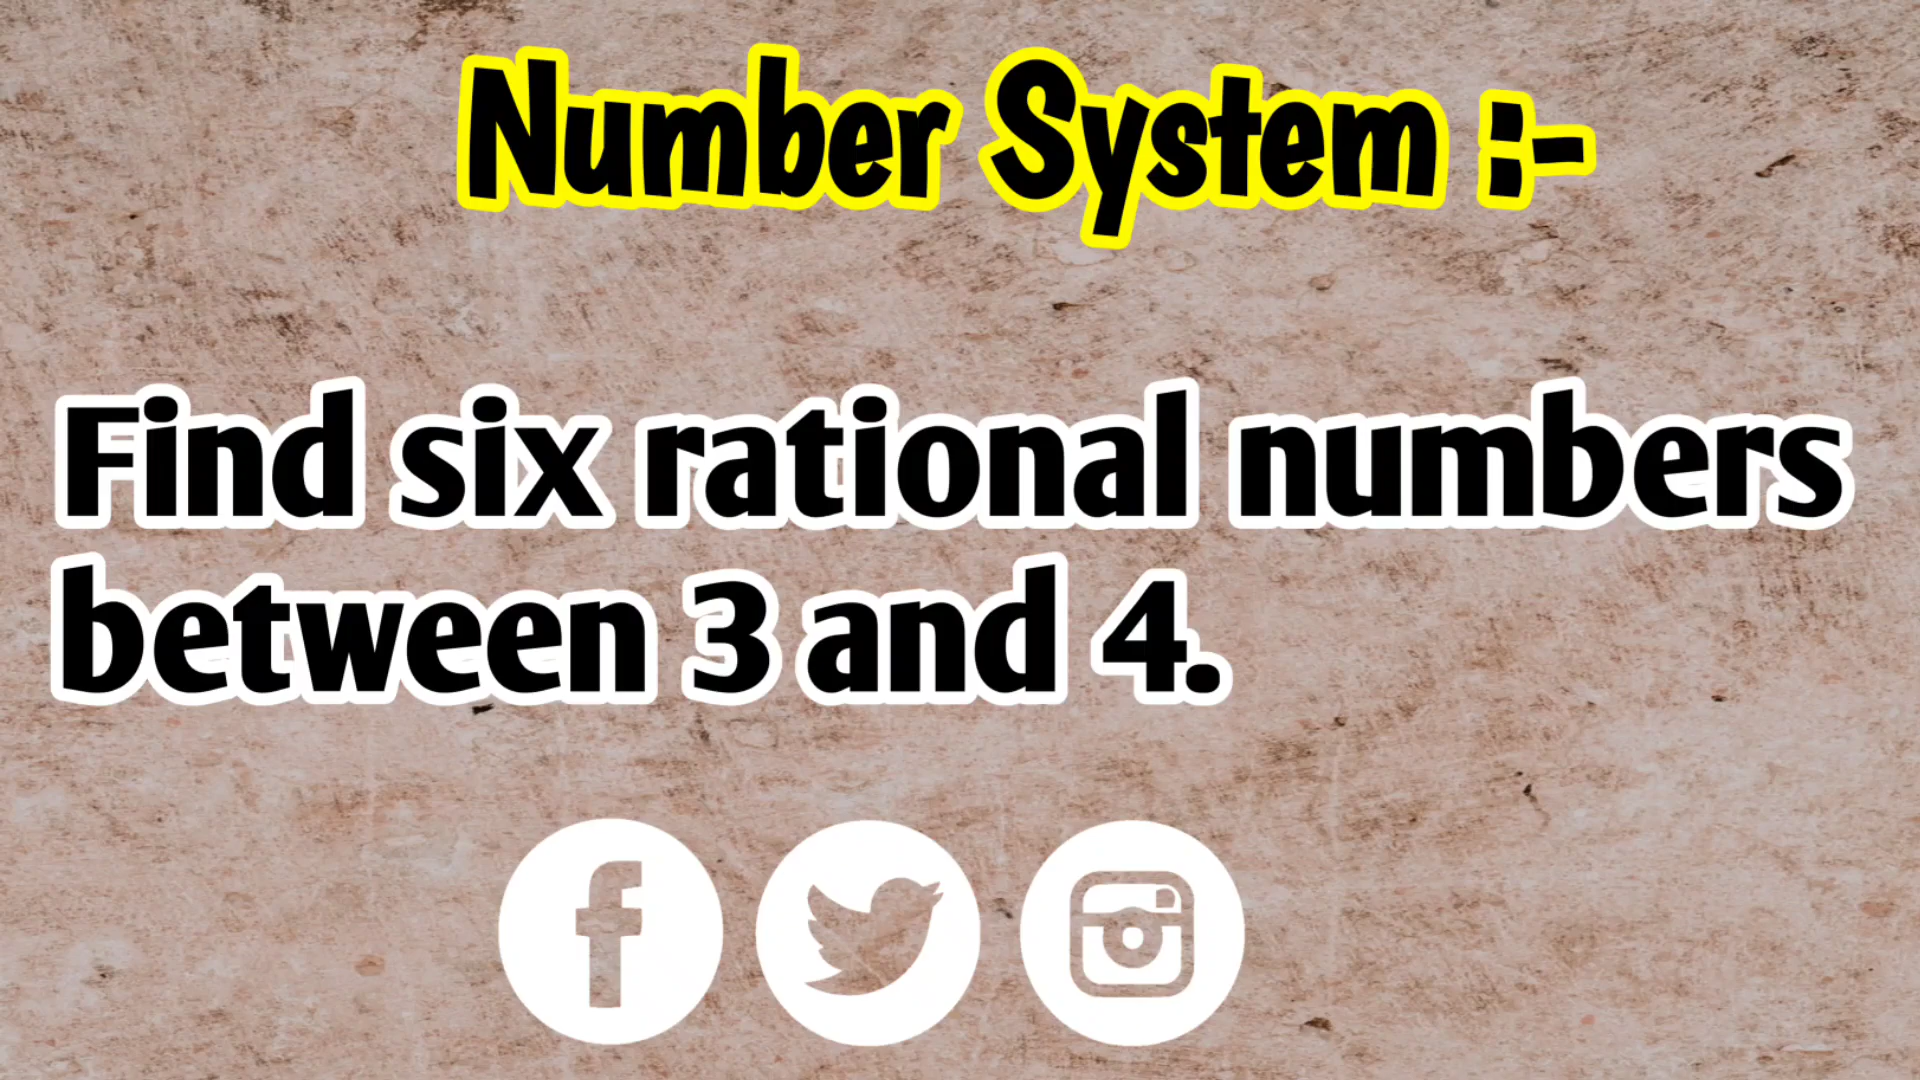 Number System :-
Find six rational numbers
between 3 and 4.